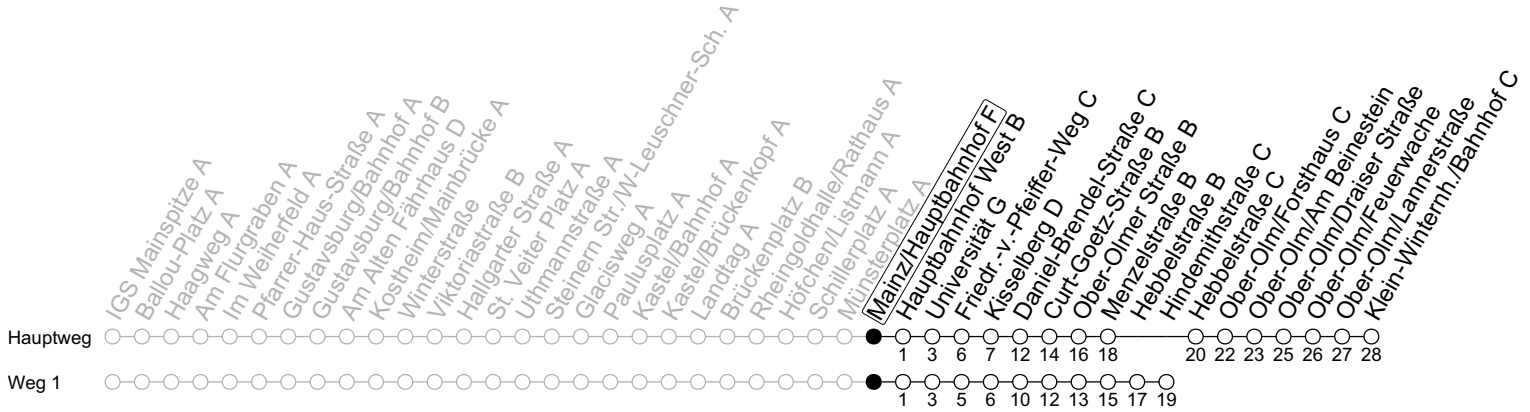 IGS Mainspitze A
Ballou-Platz A
Haagweg A
Am Flurgraben A
Im Weiherfeld A
Pfarrer-Haus-Straße A
Gustavsburg/Bahnhof A
Gustavsburg/Bahnhof B
Am Alten Fährhaus D
Kostheim/Mainbrücke A
Winterstraße
Viktoriastraße B
Hallgarter Straße A
St. Veiter Platz A
Uthmannstraße A
Steinern Str./W-Leuschner-Sch. A
Glacisweg A
Paulusplatz A
Kastel/Bahnhof A
Kastel/Brückenkopf A
Landtag A
Brückenplatz B
Rheingoldhalle/Rathaus A
Höfchen/Listmann A
Schillerplatz A
Münsterplatz A
Mainz/Hauptbahnhof F
Hauptbahnhof West B
Universität G
Friedr.-v.-Pfeiffer-Weg C
Kisselberg D
Daniel-Brendel-Straße C
Curt-Goetz-Straße B
Ober-Olmer Straße B
Menzelstraße B
Hebbelstraße B
Hindemithstraße C
Hebbelstraße C
Ober-Olm/Forsthaus C
Ober-Olm/Am Beinestein
Ober-Olm/Draiser Straße
Ober-Olm/Feuerwache
Ober-Olm/Lannerstraße
Klein-Winternh./Bahnhof C
Hauptweg
1 3 6 7 12 14 16 18 20 22 23 25 26 27 28
Weg 1
1 3 5 6 10 12 13 15 17 19